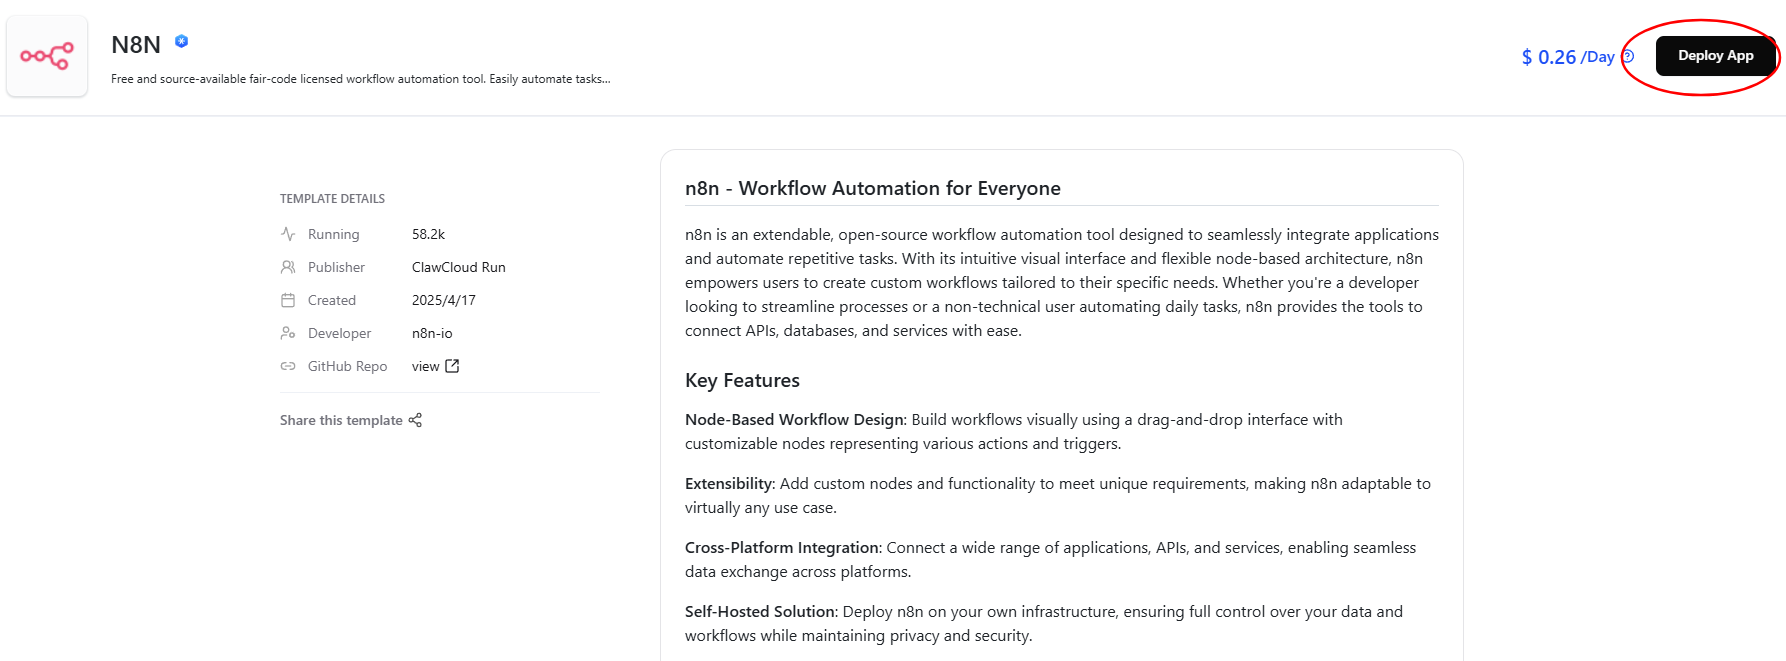 N8N
Free and source-available fair-code licensed workflow automation tool. Easily automate tasks...
$ 0.26 /Day
Deploy App
TEMPLATE DETAILS
Running 58.2k
Publisher ClawCloud Run
Created 2025/4/17
Developer n8n-io
GitHub Repo view
Share this template
n8n - Workflow Automation for Everyone
n8n is an extendable, open-source workflow automation tool designed to seamlessly integrate applications
and automate repetitive tasks. With its intuitive visual interface and flexible node-based architecture, n8n
empowers users to create custom workflows tailored to their specific needs. Whether you're a developer
looking to streamline processes or a non-technical user automating daily tasks, n8n provides the tools to
connect APIs, databases, and services with ease.
Key Features
Node-Based Workflow Design: Build workflows visually using a drag-and-drop interface with
customizable nodes representing various actions and triggers.
Extensibility: Add custom nodes and functionality to meet unique requirements, making n8n adaptable to
virtually any use case.
Cross-Platform Integration: Connect a wide range of applications, APIs, and services, enabling seamless
data exchange across platforms.
Self-Hosted Solution: Deploy n8n on your own infrastructure, ensuring full control over your data and
workflows while maintaining privacy and security.